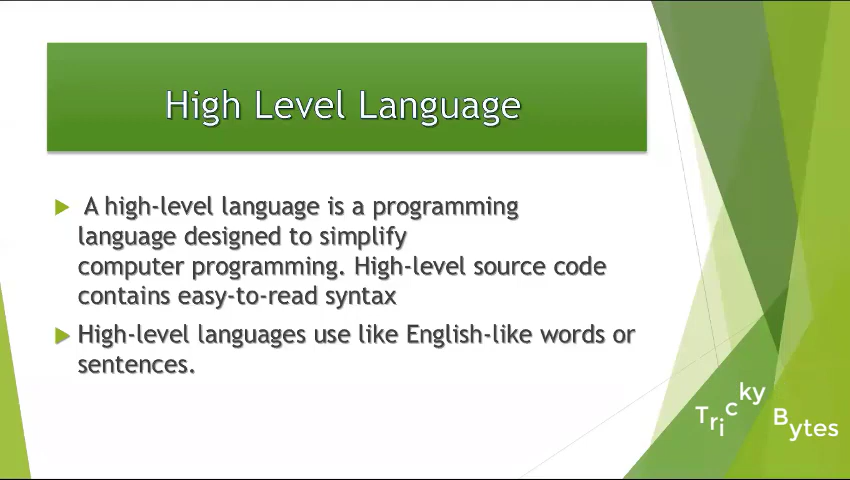 High Level Language
A high-level language is a programming
language designed to simplify
computer programming. High-level source code
contains easy-to-read syntax
High-level languages use like English-like words or
sentences.
Tricky Bytes